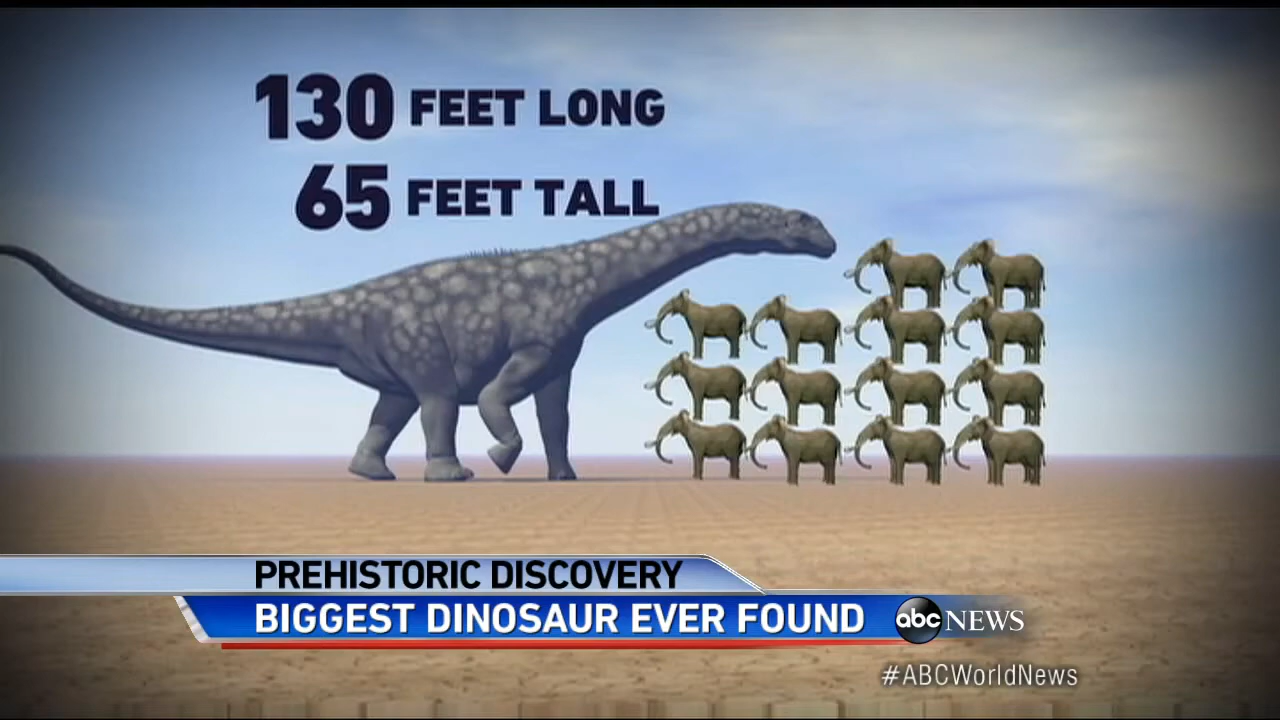 130 FEET LONG
65 FEET TALL
PREHISTORIC DISCOVERY
BIGGEST DINOSAUR EVER FOUND abc NEWS
#ABCWorldNews